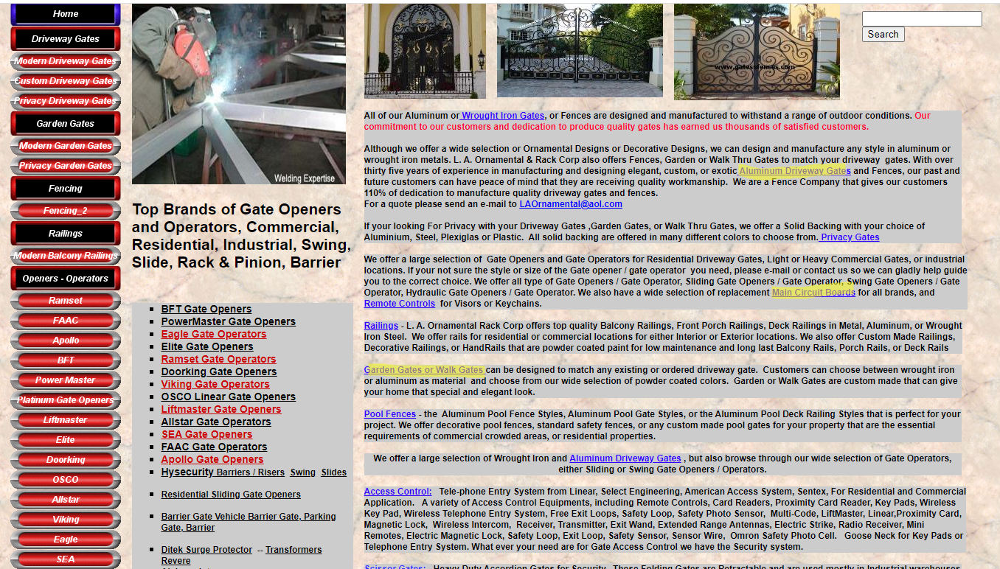 Home
Driveway Gates
Modern Driveway Gates
Custom Driveway Gates
Privacy Driveway Gates
Garden Gates
Modern Garden Gates
Privacy Garden Gates
Fencing
Fencing_2
Railings
Modern Balcony Railings
Openers - Operators
Ramset
FAAC
Apollo
BFT
Power Master
Platinum Gate Openers
Liftmaster
Elite
Doorking
OSCO
Allstar
Viking
Eagle
SEA
Welding Expertise
Top Brands of Gate Openers
and Operators, Commercial,
Residential, Industrial, Swing,
Slide, Rack & Pinion, Barrier
BFT Gate Openers
PowerMaster Gate Openers
Eagle Gate Operators
Elite Gate Openers
Ramset Gate Operators
Doorking Gate Openers
Viking Gate Operators
OSCO Linear Gate Openers
Liftmaster Gate Openers
Allstar Gate Operators
SEA Gate Openers
FAAC Gate Operators
Apollo Gate Openers
Hysecurity Barriers / Risers Swing Slides
Residential Sliding Gate Openers
Barrier Gate Vehicle Barrier Gate, Parking
Gate, Barrier
Ditek Surge Protector -- Transformers
Revere
www.gatesnfences.com
Search
All of our Aluminum or Wrought Iron Gates, or Fences are designed and manufactured to withstand a range of outdoor conditions. Our
commitment to our customers and dedication to produce quality gates has earned us thousands of satisfied customers.
Although we offer a wide selection or Ornamental Designs or Decorative Designs, we can design and manufacture any style in aluminum or
wrought iron metals. L. A. Ornamental & Rack Corp also offers Fences, Garden or Walk Thru Gates to match your driveway gates. With over
thirty five years of experience in manufacturing and designing elegant, custom, or exotic Aluminum Driveway Gates and Fences, our past and
future customers can have peace of mind that they are receiving quality workmanship. We are a Fence Company that gives our customers
110% of dedication to manufacture quality driveway gates and fences.
For a quote please send an e-mail to LAOrnamental@aol.com
If your looking For Privacy with your Driveway Gates ,Garden Gates, or Walk Thru Gates, we offer a Solid Backing with your choice of
Aluminium, Steel, Plexiglas or Plastic. All solid backing are offered in many different colors to choose from. Privacy Gates
We offer a large selection of Gate Openers and Gate Operators for Residential Driveway Gates, Light or Heavy Commercial Gates, or industrial
locations. If your not sure the style or size of the Gate opener / gate operator you need, please e-mail or contact us so we can gladly help guide
you to the correct choice. We offer all type of Gate Openers / Gate Operator, Sliding Gate Openers / Gate Operator, Swing Gate Openers / Gate
Operator, Hydraulic Gate Openers / Gate Operator. We also have a wide selection of replacement Main Circuit Boards for all brands, and
Remote Controls for Visors or Keychains.
Railings - L. A. Ornamental Rack Corp offers top quality Balcony Railings, Front Porch Railings, Deck Railings in Metal, Aluminum, or Wrought
Iron Steel. We offer rails for residential or commercial locations for either Interior or Exterior locations. We also offer Custom Made Railings,
Decorative Railings, or HandRails that are powder coated paint for low maintenance and long last Balcony Rails, Porch Rails, or Deck Rails
Garden Gates or Walk Gates can be designed to match any existing or ordered driveway gate. Customers can choose between wrought iron
or aluminum as material and choose from our wide selection of powder coated colors. Garden or Walk Gates are custom made that can give
your home that special and elegant look.
Pool Fences - the Aluminum Pool Fence Styles, Aluminum Pool Gate Styles, or the Aluminum Pool Deck Railing Styles that is perfect for your
project. We offer decorative pool fences, standard safety fences, or any custom made pool gates for your property that are the essential
requirements of commercial crowded areas, or residential properties.
We offer a large selection of Wrought Iron and Aluminum Driveway Gates , but also browse through our wide selection of Gate Operators,
either Sliding or Swing Gate Openers / Operators.
Access Control: Tele-phone Entry System from Linear, Select Engineering, American Access System, Sentex, For Residential and Commercial
Application. A variety of Access Control Equipments, including Remote Controls, Card Readers, Proximity Card Reader, Key Pads, Wireless
Key Pad, Wireless Telephone Entry System, Free Exit Loops, Safety Loop, Safety Photo Sensor, Multi-Code, LiftMaster, Linear,Proximity Card,
Magnetic Lock, Wireless Intercom, Receiver, Transmitter, Exit Wand, Extended Range Antennas, Electric Strike, Radio Receiver, Mini
Remotes, Electric Magnetic Lock, Safety Loop, Exit Loop, Safety Sensor, Sensor Wire, Omron Safety Photo Cell. Goose Neck for Key Pads or
Telephone Entry System. What ever your need are for Gate Access Control we have the Security system.
Scissor Gates: Heavy Duty Accordion Gates for Security. These Folding Gates are Retractable and are used mostly in Industrial warehouses